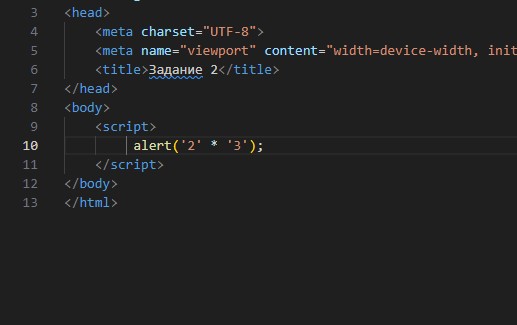 3 <head>
4 <meta charset="UTF-8">
5 <meta name="viewport" content="width=device-width, init
6 <title>Задание 2</title>
7 </head>
8 <body>
9 <script>
10 alert('2' * '3');
11 </script>
12 </body>
13 </html>